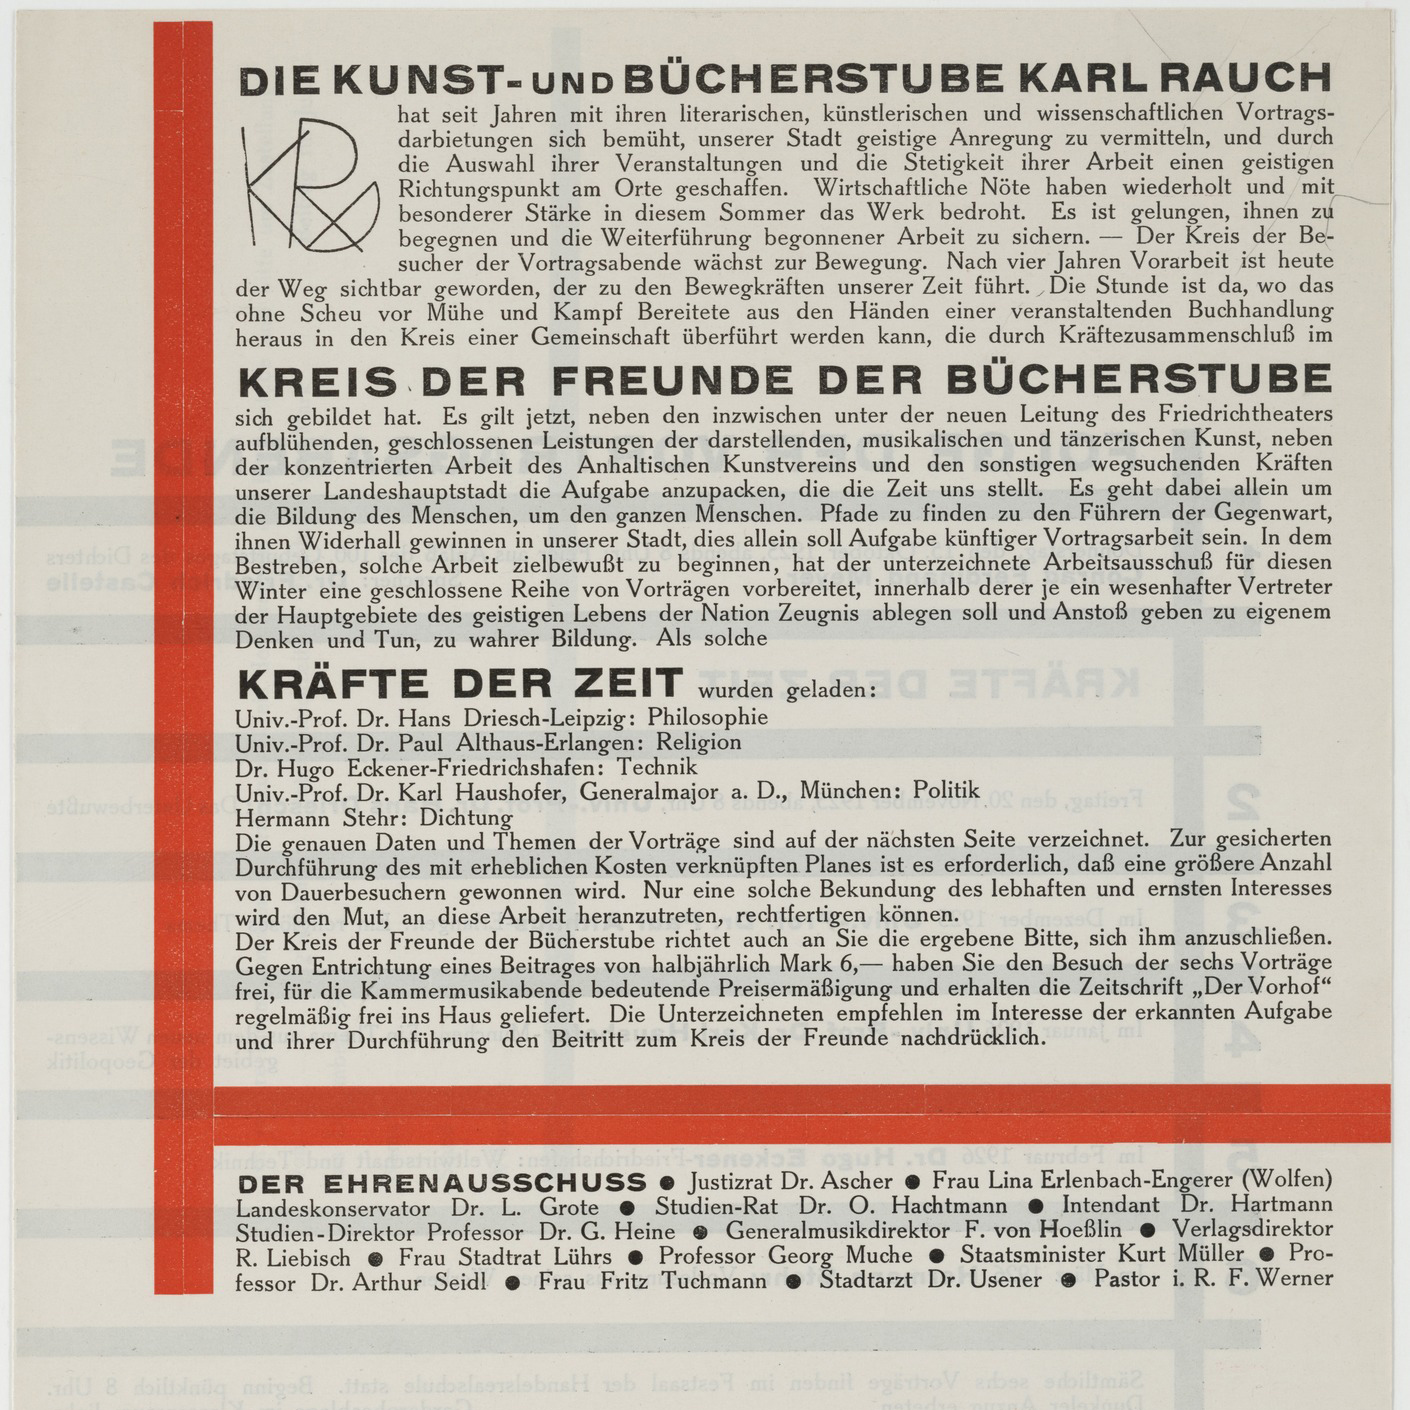 DIE KUNST- UND BÜCHERSTUBE KARL RAUCH
KR
hat seit Jahren mit ihren literarischen, künstlerischen und wissenschaftlichen Vortrags-
darbietungen sich bemüht, unserer Stadt geistige Anregung zu vermitteln, und durch
die Auswahl ihrer Veranstaltungen und die Stetigkeit ihrer Arbeit einen geistigen
Richtungspunkt am Orte geschaffen. Wirtschaftliche Nöte haben wiederholt und mit
besonderer Stärke in diesem Sommer das Werk bedroht. Es ist gelungen, ihnen zu
begegnen und die Weiterführung begonnener Arbeit zu sichern. — Der Kreis der Be-
sucher der Vortragsabende wächst zur Bewegung. Nach vier Jahren Vorarbeit ist heute
der Weg sichtbar geworden, der zu den Bewegkräften unserer Zeit führt. Die Stunde ist da, wo das
ohne Scheu vor Mühe und Kampf Bereitete aus den Händen einer veranstaltenden Buchhandlung
heraus in den Kreis einer Gemeinschaft überführt werden kann, die durch Kräftezusammenschluß im
KREIS DER FREUNDE DER BÜCHERSTUBE
sich gebildet hat. Es gilt jetzt, neben den inzwischen unter der neuen Leitung des Friedrichtheaters
aufblühenden, geschlossenen Leistungen der darstellenden, musikalischen und tänzerischen Kunst, neben
der konzentrierten Arbeit des Anhaltischen Kunstvereins und den sonstigen wegsuchenden Kräften
unserer Landeshauptstadt die Aufgabe anzupacken, die die Zeit uns stellt. Es geht dabei allein um
die Bildung des Menschen, um den ganzen Menschen. Pfade zu finden zu den Führern der Gegenwart,
ihnen Widerhall gewinnen in unserer Stadt, dies allein soll Aufgabe künftiger Vortragsarbeit sein. In dem
Bestreben, solche Arbeit zielbewußt zu beginnen, hat der unterzeichnete Arbeitsausschuß für diesen
Winter eine geschlossene Reihe von Vorträgen vorbereitet, innerhalb derer je ein wesenhafter Vertreter
der Hauptgebiete des geistigen Lebens der Nation Zeugnis ablegen soll und Anstoß geben zu eigenem
Denken und Tun, zu wahrer Bildung. Als solche
KRÄFTE DER ZEIT wurden geladen:
Univ.-Prof. Dr. Hans Driesch-Leipzig: Philosophie
Univ.-Prof. Dr. Paul Althaus-Erlangen: Religion
Dr. Hugo Eckener-Friedrichshafen: Technik
Univ.-Prof. Dr. Karl Haushofer, Generalmajor a. D., München: Politik
Hermann Stehr: Dichtung
Die genauen Daten und Themen der Vorträge sind auf der nächsten Seite verzeichnet. Zur gesicherten
Durchführung des mit erheblichen Kosten verknüpften Planes ist es erforderlich, daß eine größere Anzahl
von Dauerbesuchern gewonnen wird. Nur eine solche Bekundung des lebhaften und ernsten Interesses
wird den Mut, an diese Arbeit heranzutreten, rechtfertigen können.
Der Kreis der Freunde der Bücherstube richtet auch an Sie die ergebene Bitte, sich ihm anzuschließen.
Gegen Entrichtung eines Beitrages von halbjährlich Mark 6,— haben Sie den Besuch der sechs Vorträge
frei, für die Kammermusikabende bedeutende Preisermäßigung und erhalten die Zeitschrift „Der Vorhof“
regelmäßig frei ins Haus geliefert. Die Unterzeichneten empfehlen im Interesse der erkannten Aufgabe
und ihrer Durchführung den Beitritt zum Kreis der Freunde nachdrücklich.
DER EHRENAUSSCHUSS ● Justizrat Dr. Ascher ● Frau Lina Erlenbach-Engerer (Wolfen)
Landeskonservator Dr. L. Grote ● Studien-Rat Dr. O. Hachtmann ● Intendant Dr. Hartmann
Studien-Direktor Professor Dr. G. Heine ● Generalmusikdirektor F. von Hoeßlin ● Verlagsdirektor
R. Liebisch ● Frau Stadtrat Lührs ● Professor Georg Muche ● Staatsminister Kurt Müller ● Pro-
fessor Dr. Arthur Seidl ● Frau Fritz Tuchmann ● Stadtarzt Dr. Usener ● Pastor i. R. F. Werner